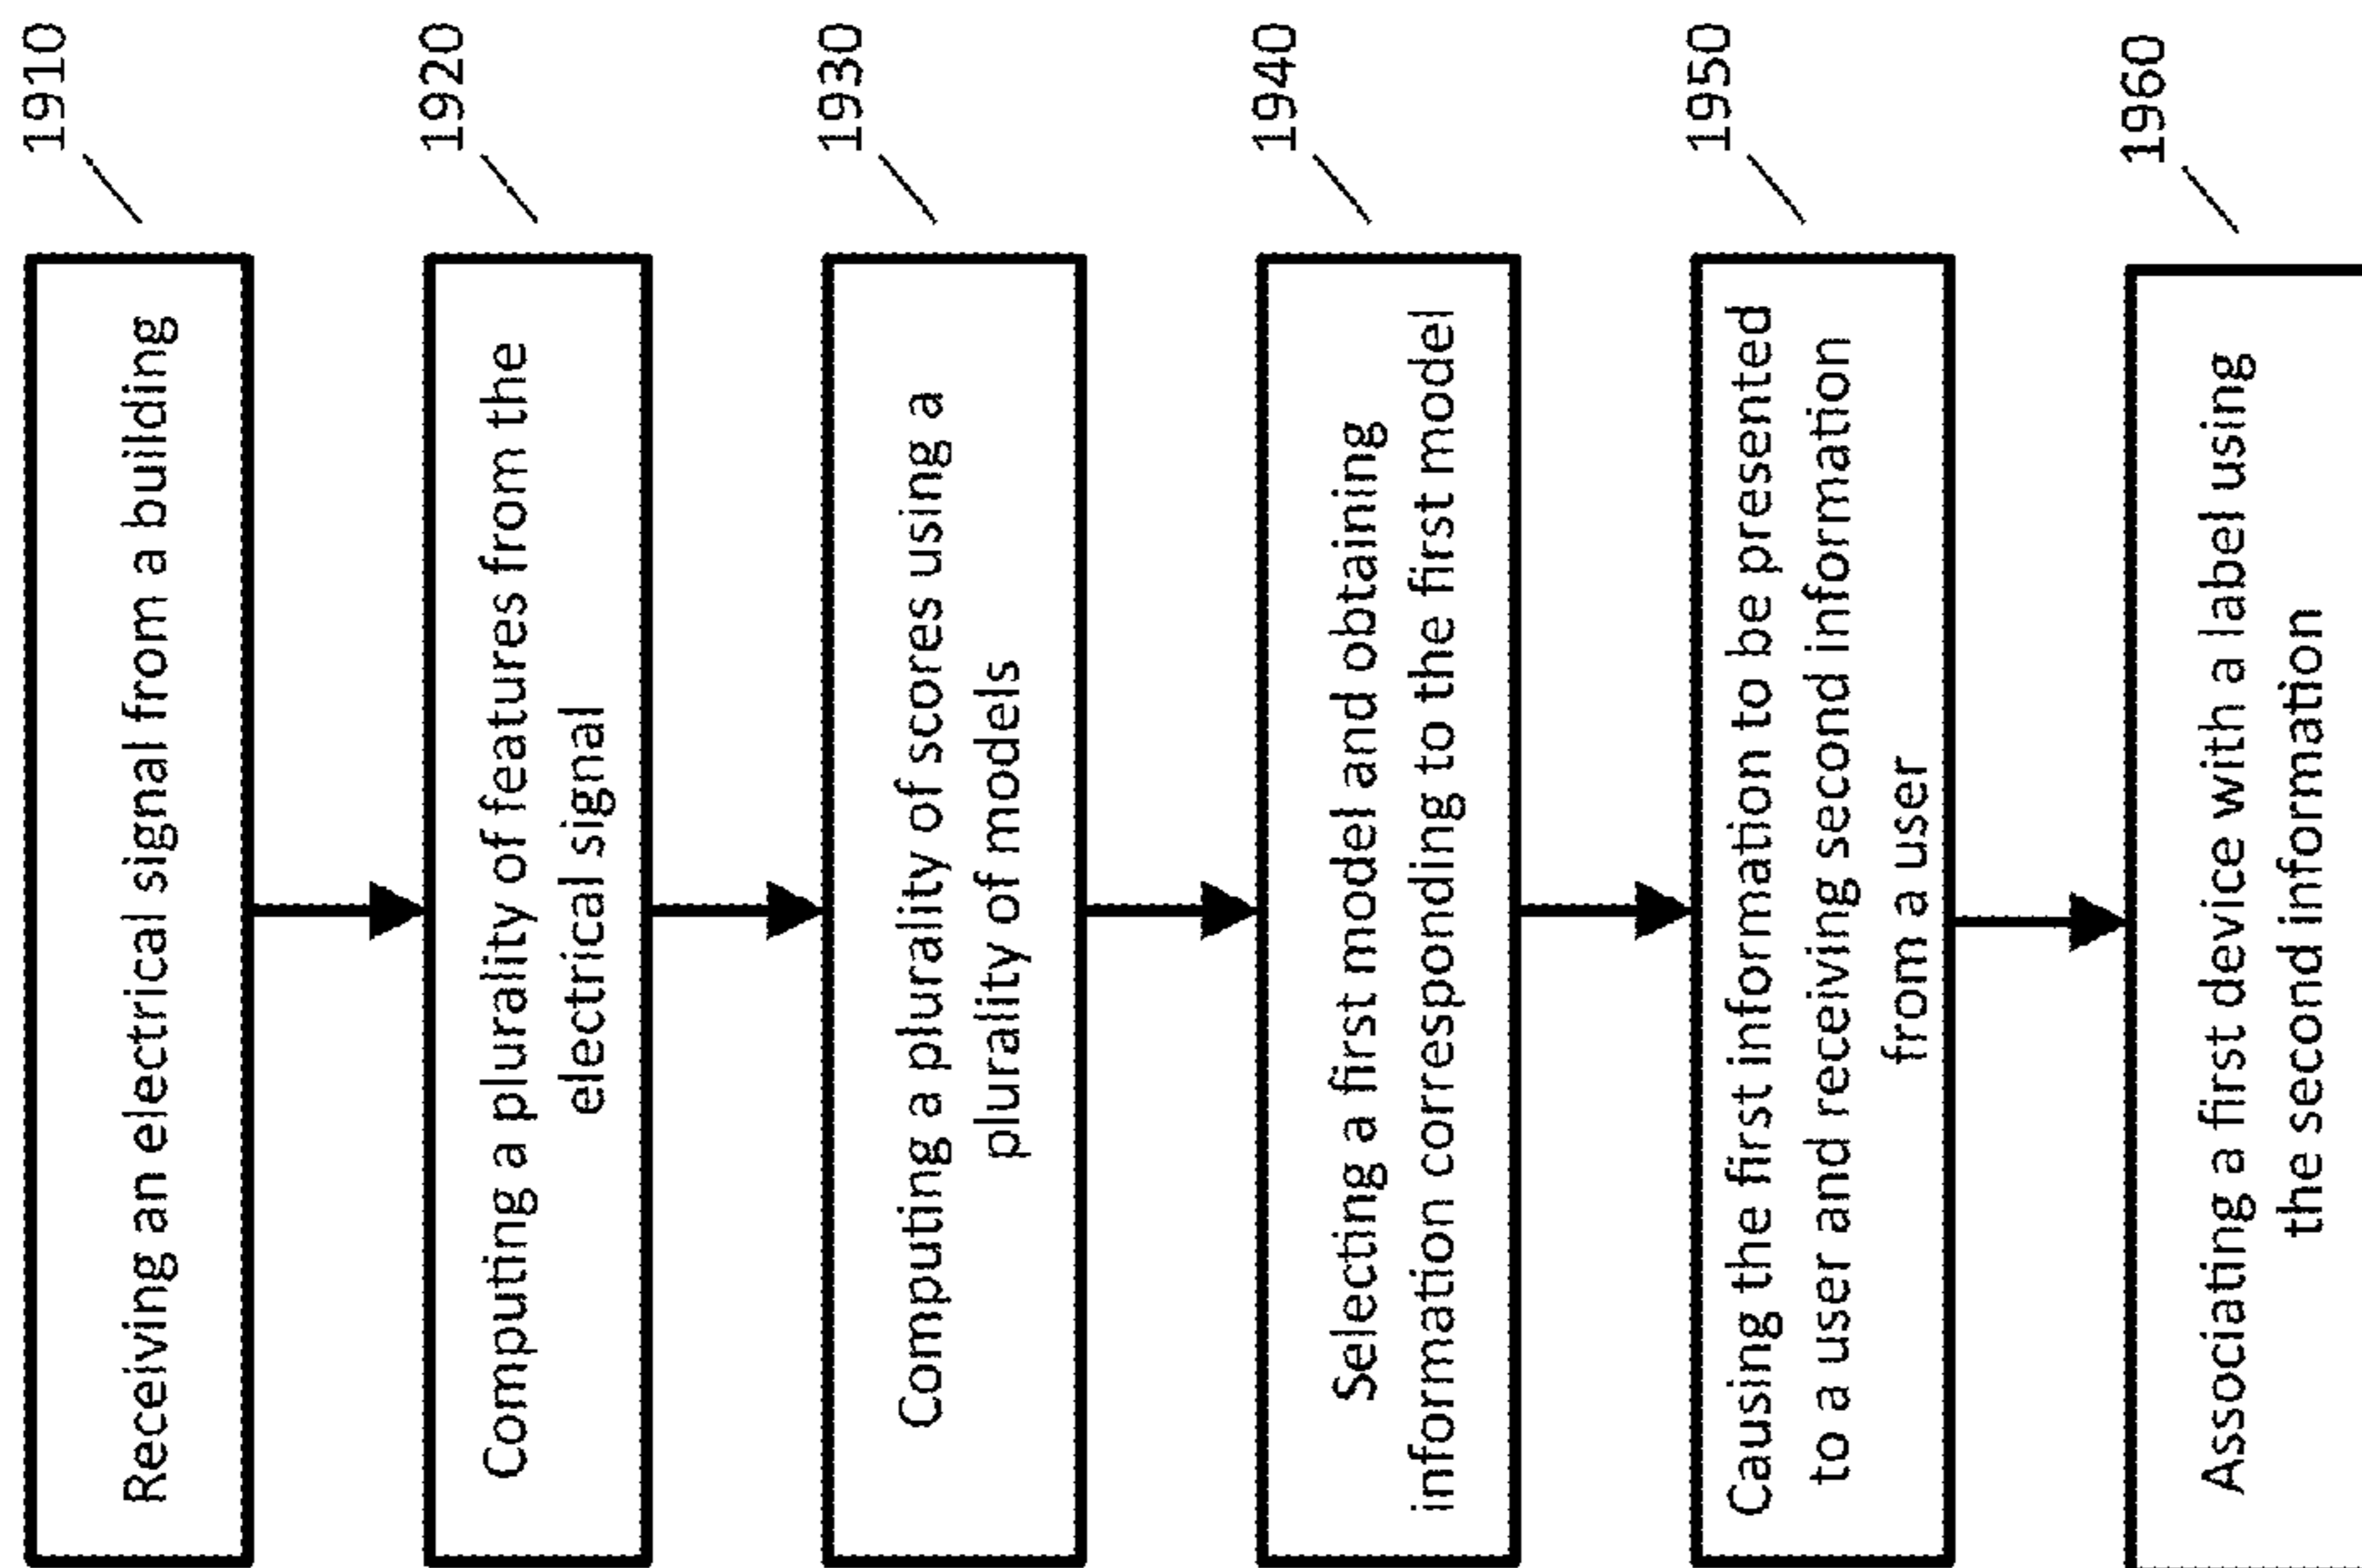 1910
Receiving an electrical signal from a building
1920
Computing a plurality of features from the
electrical signal
1930
Computing a plurality of scores using a
plurality of models
1940
Selecting a first model and obtaining
information corresponding to the first model
1950
Causing the first information to be presented
to a user and receiving second information
from a user
1960
Associating a first device with a label using
the second information